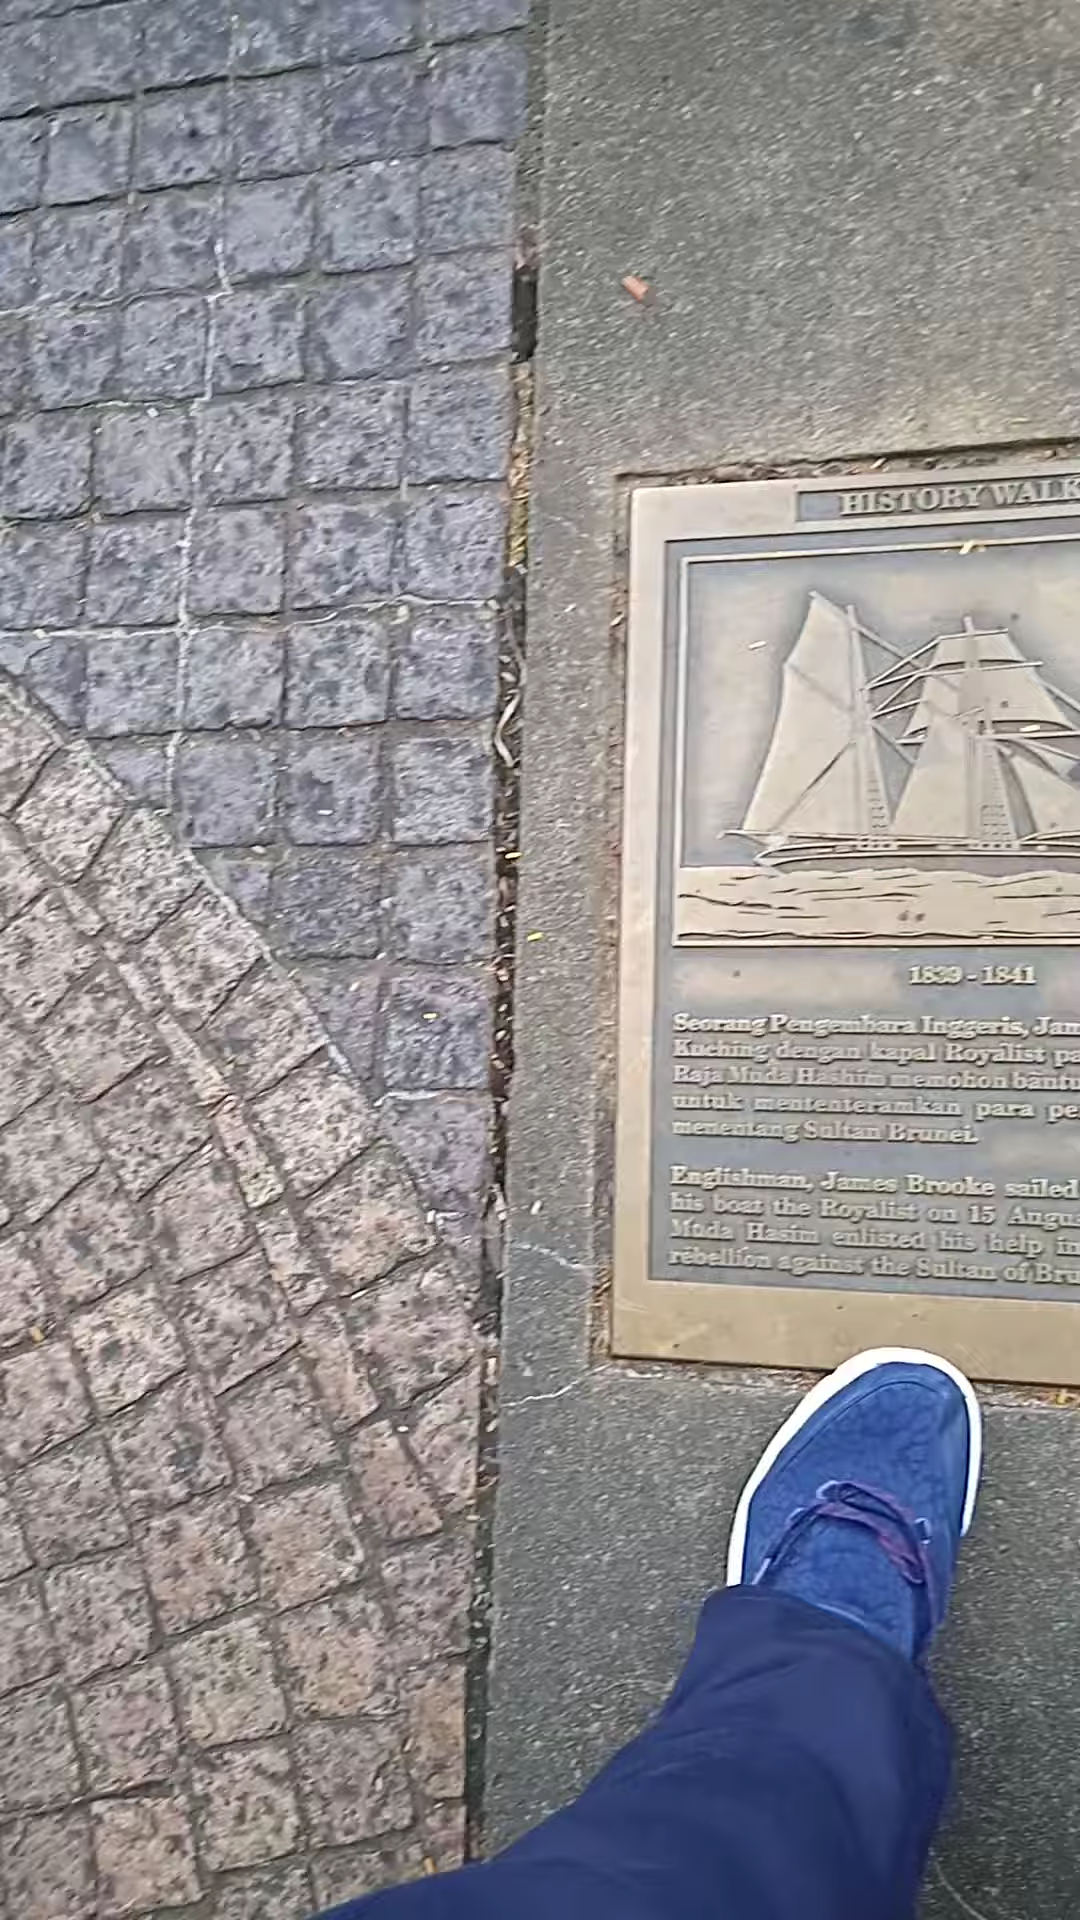 HISTORY WALK
1839 - 1841
Seorang Pengembara Inggeris, Jam
Kuching dengan kapal Royalist pa
Raja Muda Hashim memohon bantu
untuk mententeramkan para pe
menentang Sultan Brunei.
Englishman, James Brooke sailed
his boat the Royalist on 15 Augu
Muda Hasim enlisted his help in
rebellion against the Sultan of Bru